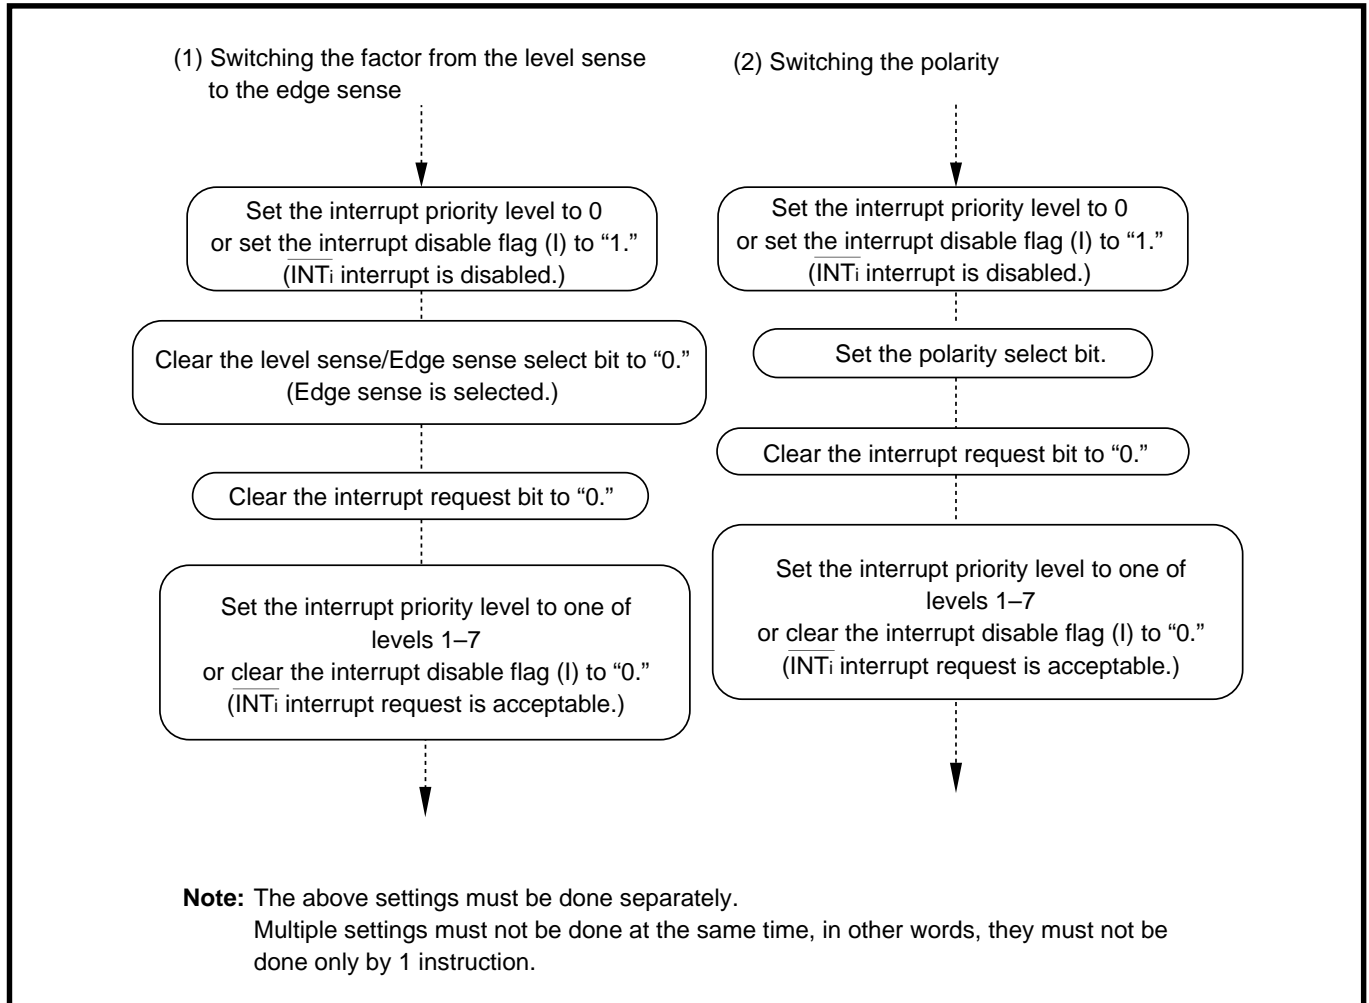 (1) Switching the factor from the level sense
to the edge sense
Set the interrupt priority level to 0
or set the interrupt disable flag (I) to “1.”
(INTi interrupt is disabled.)
Clear the level sense/Edge sense select bit to “0.”
(Edge sense is selected.)
Clear the interrupt request bit to “0.”
Set the interrupt priority level to one of
levels 1–7
or clear the interrupt disable flag (I) to “0.”
(INTi interrupt request is acceptable.)
(2) Switching the polarity
Set the interrupt priority level to 0
or set the interrupt disable flag (I) to “1.”
(INTi interrupt is disabled.)
Set the polarity select bit.
Clear the interrupt request bit to “0.”
Set the interrupt priority level to one of
levels 1–7
or clear the interrupt disable flag (I) to “0.”
(INTi interrupt request is acceptable.)
Note: The above settings must be done separately.
Multiple settings must not be done at the same time, in other words, they must not be
done only by 1 instruction.